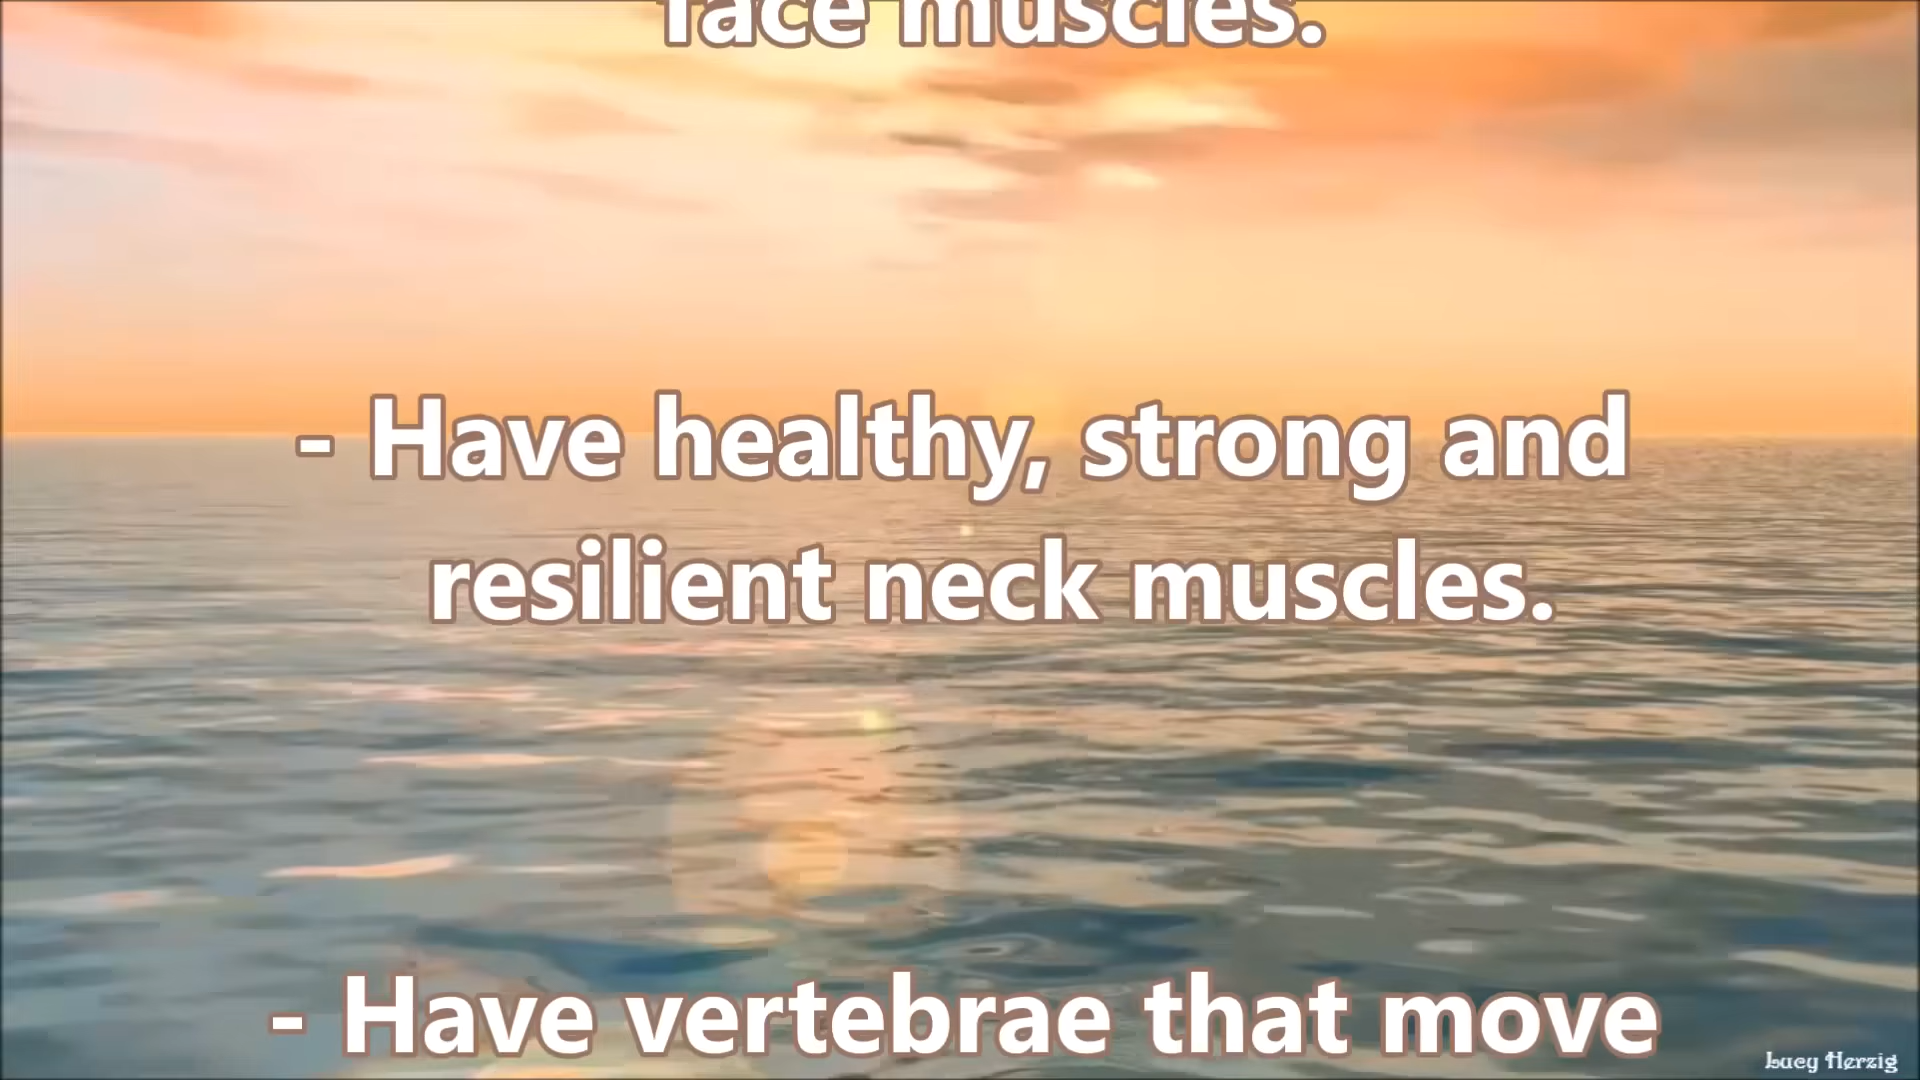 face muscles.
- Have healthy, strong and
resilient neck muscles.
- Have vertebrae that move
Lucy Herzig